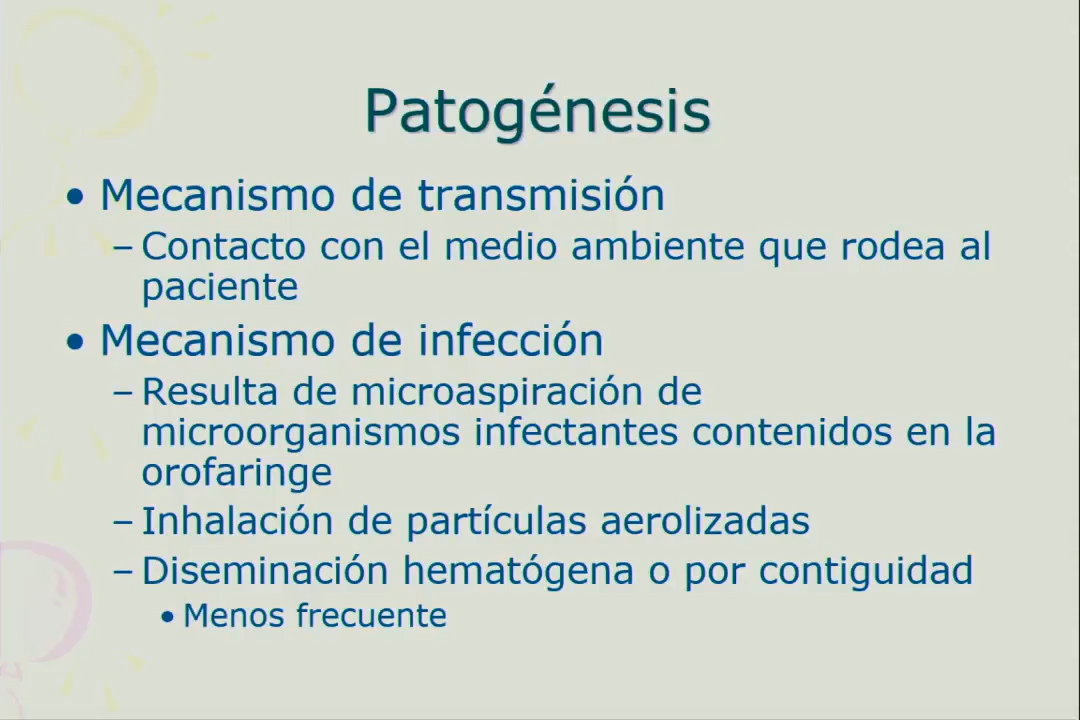 Patogénesis
• Mecanismo de transmisión
– Contacto con el medio ambiente que rodea al
paciente
• Mecanismo de infección
– Resulta de microaspiración de
microorganismos infectantes contenidos en la
orofaringe
– Inhalación de partículas aerolizadas
– Diseminación hematógena o por contiguidad
• Menos frecuente